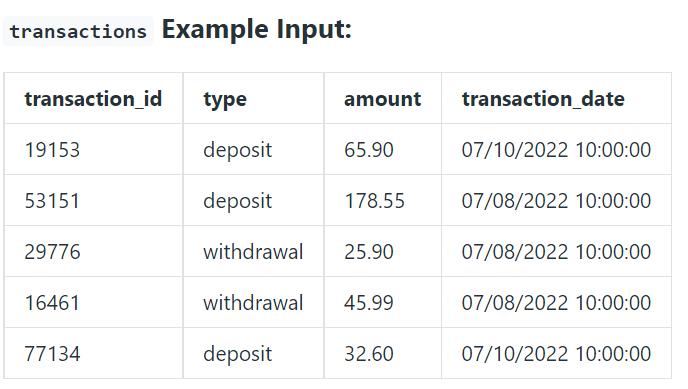 transactions Example Input:
transaction_id type amount transaction_date
19153 deposit 65.90 07/10/2022 10:00:00
53151 deposit 178.55 07/08/2022 10:00:00
29776 withdrawal 25.90 07/08/2022 10:00:00
16461 withdrawal 45.99 07/08/2022 10:00:00
77134 deposit 32.60 07/10/2022 10:00:00